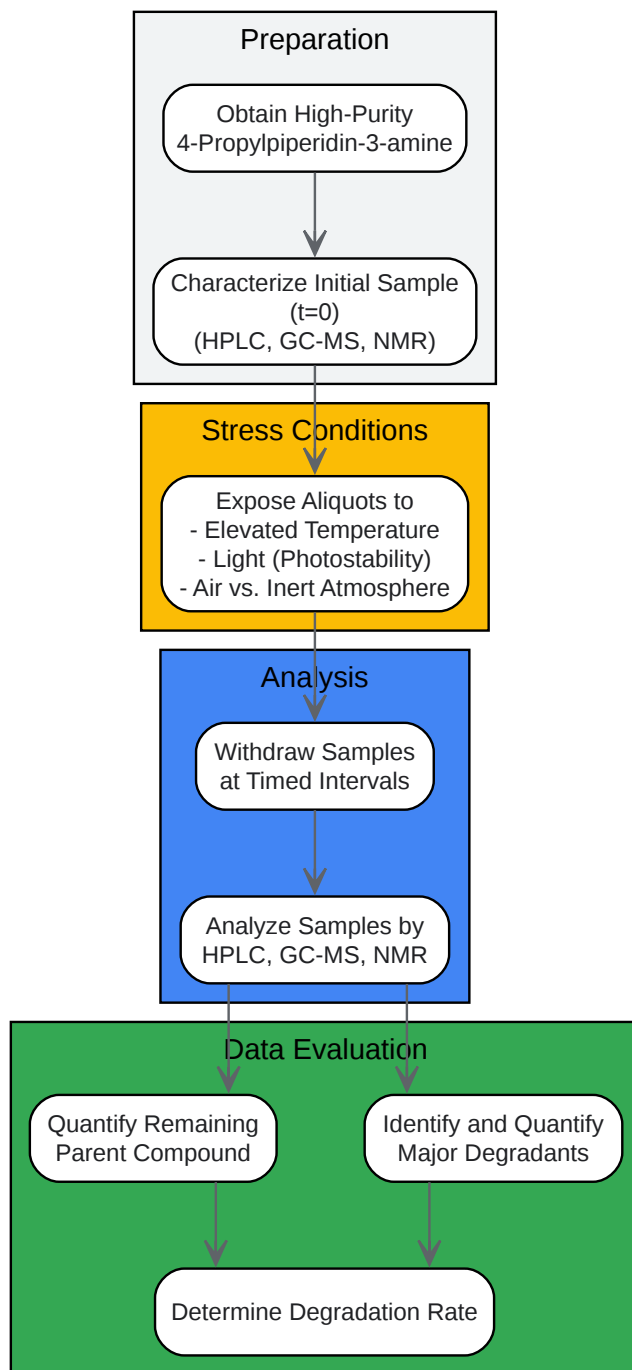 Preparation
Obtain High-Purity
4-Propylpiperidin-3-amine
Characterize Initial Sample
(t=0)
(HPLC, GC-MS, NMR)
Stress Conditions
Expose Aliquots to
- Elevated Temperature
- Light (Photostability)
- Air vs. Inert Atmosphere
Analysis
Withdraw Samples
at Timed Intervals
Analyze Samples by
HPLC, GC-MS, NMR
Data Evaluation
Quantify Remaining
Parent Compound
Identify and Quantify
Major Degradants
Determine Degradation Rate